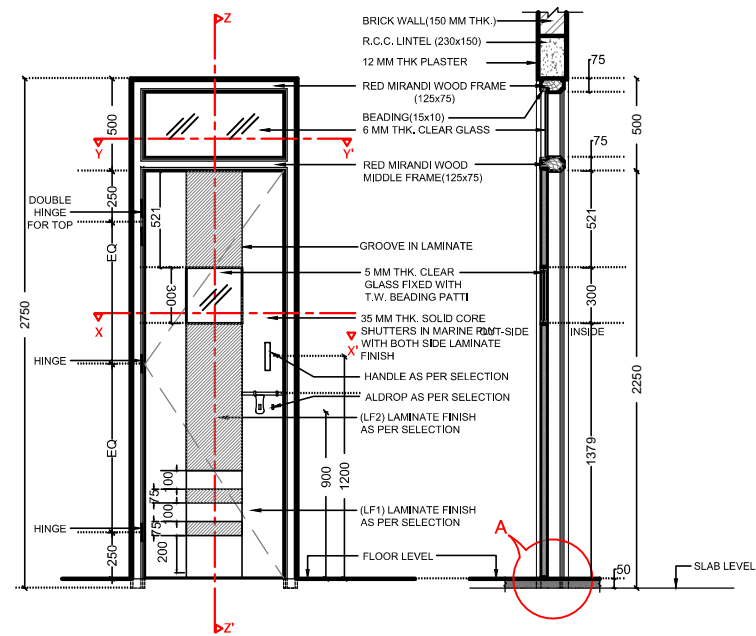 Z
BRICK WALL(150 MM THK.)
R.C.C. LINTEL (230x150)
12 MM THK PLASTER
75
RED MIRANDI WOOD FRAME
(125x75)
BEADING(15x10)
6 MM THK. CLEAR GLASS
500
Y
Y'
500
75
RED MIRANDI WOOD
MIDDLE FRAME(125x75)
250
DOUBLE
HINGE
FOR TOP
521
521
GROOVE IN LAMINATE
EQ
5 MM THK. CLEAR
GLASS FIXED WITH
T.W. BEADING PATTI
300
300
2750
X
35 MM THK. SOLID CORE
SHUTTERS IN MARINE PLY
WITH BOTH SIDE LAMINATE
FINISH
X'
OUT-SIDE
INSIDE
HINGE
HANDLE AS PER SELECTION
ALDROP AS PER SELECTION
2250
(LF2) LAMINATE FINISH
AS PER SELECTION
EQ
1379
900
1200
100
75
100
75
200
(LF1) LAMINATE FINISH
AS PER SELECTION
HINGE
250
A
FLOOR LEVEL
50
SLAB LEVEL
Z'